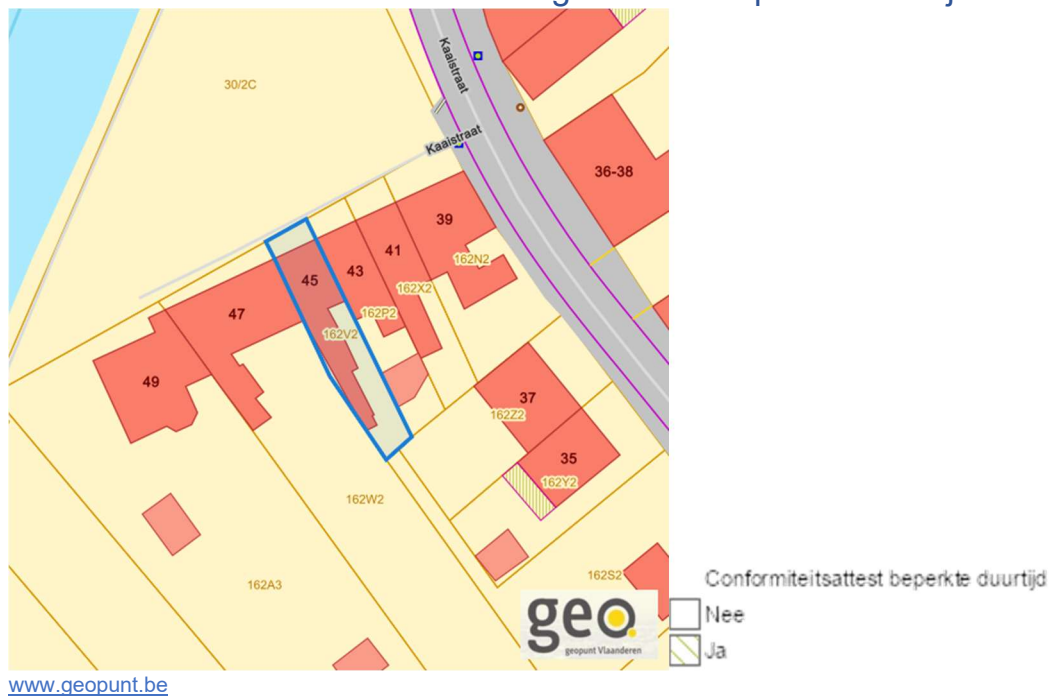 30/2C
Kaaistraat
Kaaistraat
36-38
39
41
162N2
43
45
162X2
162P2
47
162V2
49
37
162Z2
35
162Y2
162W2
162A3
162S2
Conformiteitsattest beperkte duurtijd
Nee
Ja
geo.
geopunt Vlaanderen
www.geopunt.be